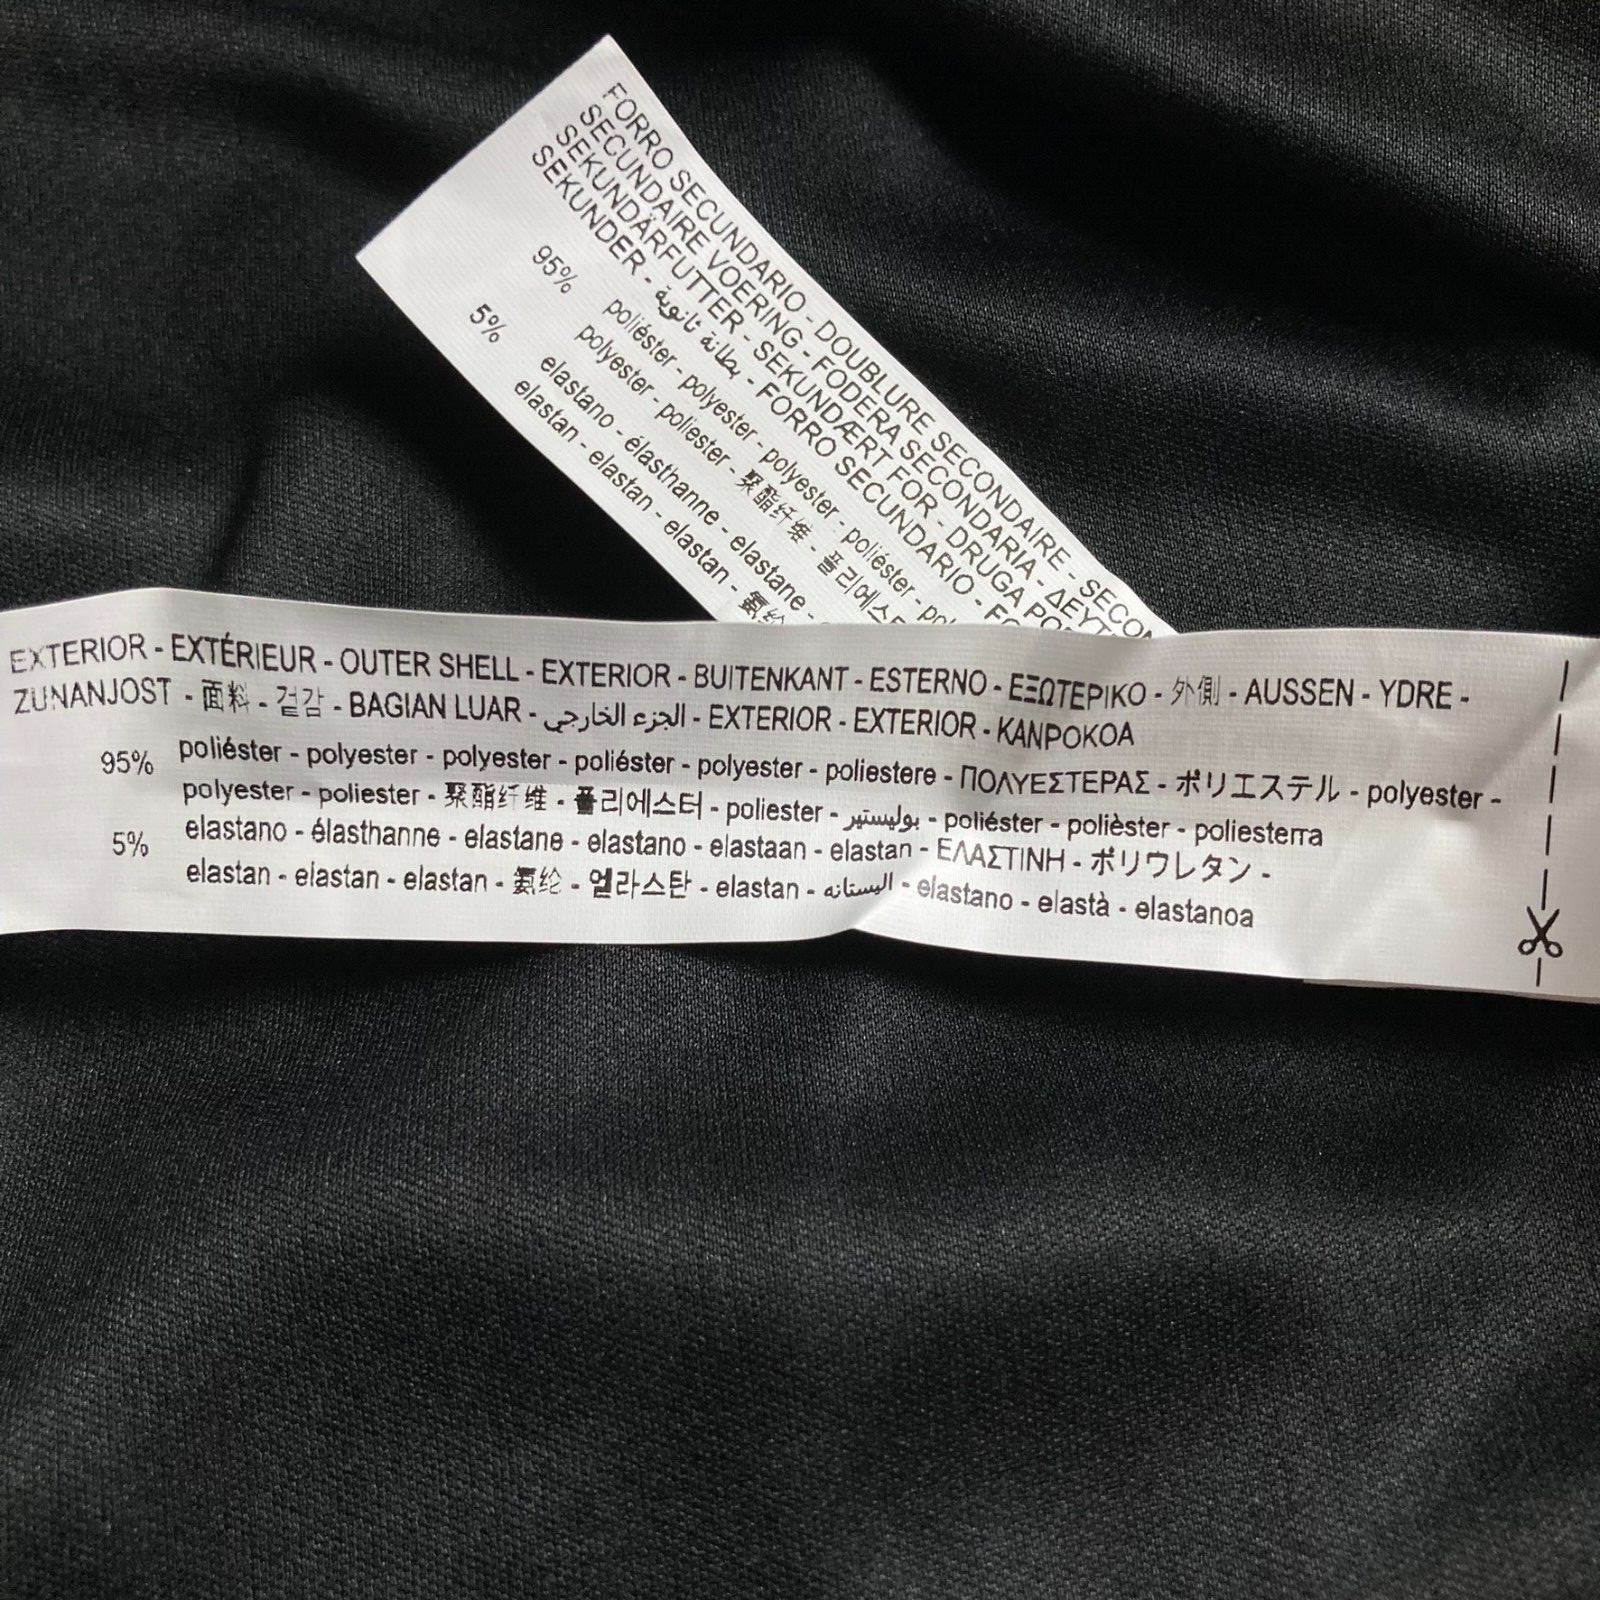 FORRO SECUNDARIO - DOUBLURE SECONDAIRE - SECON
SECUNDAIRE VOERING - FODERA SECONDARIA - ΔΕΥΤ
SEKUNDÄRFUTTER - SEKUNDÆRT FOR - DRUGA PO
SEKUNDER - بطانة ثانوية - FORRO SECUNDARIO - FO
95% poliéster - polyester - polyester - poliéster - pol
polyester - poliester - 聚酯纤维 - 폴리에스
5% elastano - élasthanne - elastane -
elastan - elastan - elastan - 氨纶
EXTERIOR - EXTÉRIEUR - OUTER SHELL - EXTERIOR - BUITENKANT - ESTERNO - ΕΞΩΤΕΡΙΚΟ - 外側 - AUSSEN - YDRE -
ZUNANJOST - 面料 - 겉감 - BAGIAN LUAR - الجزء الخارجي - EXTERIOR - EXTERIOR - KANPOKOA
95% poliéster - polyester - polyester - poliéster - polyester - poliestere - ΠΟΛΥΕΣΤΕΡΑΣ - ポリエステル - polyester -
polyester - poliester - 聚酯纤维 - 폴리에스터 - poliester - بوليستير - poliéster - polièster - poliesterra
5% elastano - élasthanne - elastane - elastano - elastaan - elastan - ΕΛΑΣΤΙΝΗ - ポリウレタン -
elastan - elastan - elastan - 氨纶 - 엘라스탄 - elastan - اليستانه - elastano - elastà - elastanoa